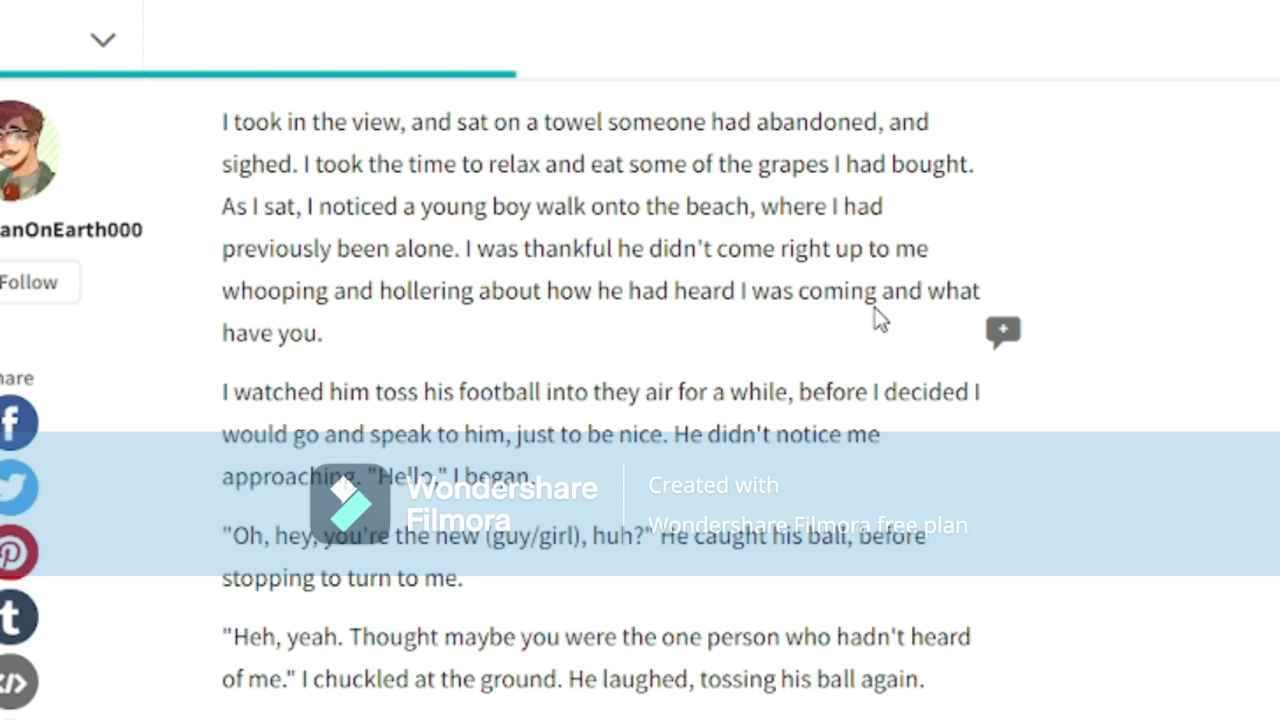 I took in the view, and sat on a towel someone had abandoned, and
sighed. I took the time to relax and eat some of the grapes I had bought.
As I sat, I noticed a young boy walk onto the beach, where I had
anOnEarth000
previously been alone. I was thankful he didn't come right up to me
Follow
whooping and hollering about how he had heard I was coming and what
have you.
hare
I watched him toss his football into they air for a while, before I decided I
would go and speak to him, just to be nice. He didn't notice me
approaching. "Hello," I began.
Wondershare
Filmora
Created with
Wondershare Filmora free plan
"Oh, hey, you're the new (guy/girl), huh?" He caught his ball, before
stopping to turn to me.
"Heh, yeah. Thought maybe you were the one person who hadn't heard
of me." I chuckled at the ground. He laughed, tossing his ball again.